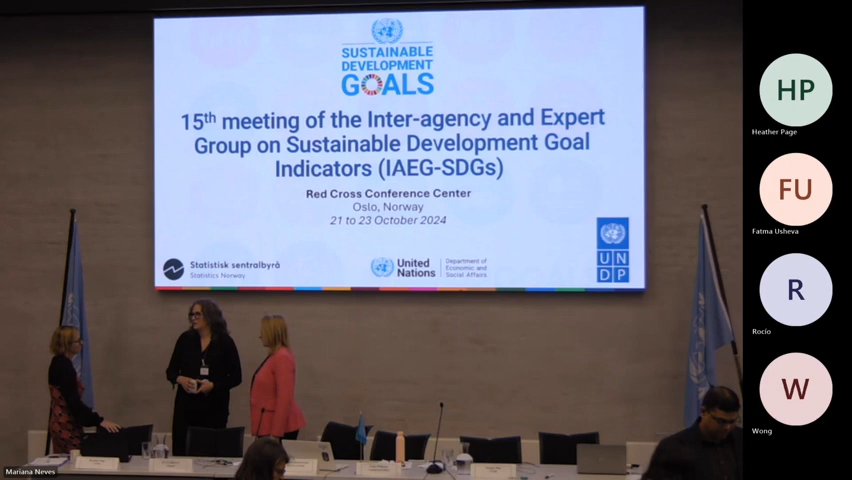 SUSTAINABLE
DEVELOPMENT
GOALS
15th meeting of the Inter-agency and Expert
Group on Sustainable Development Goal
Indicators (IAEG-SDGs)
Red Cross Conference Center
Oslo, Norway
21 to 23 October 2024
Statistisk sentralbyrå
Statistics Norway
United
Nations
Department of
Economic and
Social Affairs
U N
D P
HP
Heather Page
FU
Fatma Usheva
R
Rocío
W
Wong
Mariana Neves